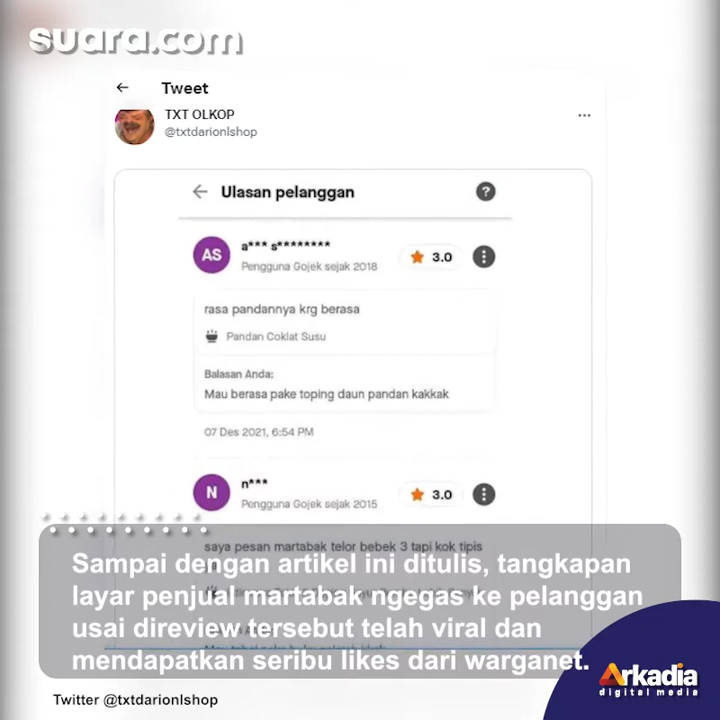 suara.com
Tweet
TXT OLKOP
@txtdarionlshop
Ulasan pelanggan
?
AS
a*** s********
Pengguna Gojek sejak 2018
3.0
rasa pandannya krg berasa
Pandan Coklat Susu
Balasan Anda:
Mau berasa pake toping daun pandan kakkak
07 Des 2021, 6:54 PM
N
n***
Pengguna Gojek sejak 2015
3.0
saya pesan martabak telor bebek 3 tapi kok tipis
Sampai dengan artikel ini ditulis, tangkapan
layar penjual martabak ngegas ke pelanggan
usai direview tersebut telah viral dan
mendapatkan seribu likes dari warganet.
Arkadia
digital media
Twitter @txtdarionlshop